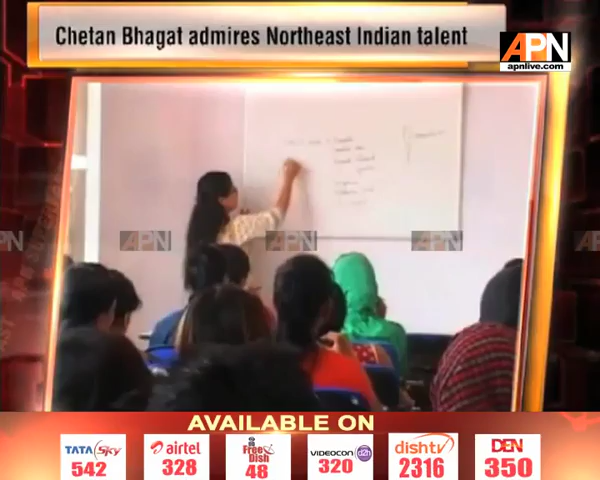 Chetan Bhagat admires Northeast Indian talent
APN
apnlive.com
APN APN APN APN APN
AVAILABLE ON
TATA Sky
542
airtel
328
Free Dish
48
VIDEOCON d2h
320
dishtv
2316
DEN
350